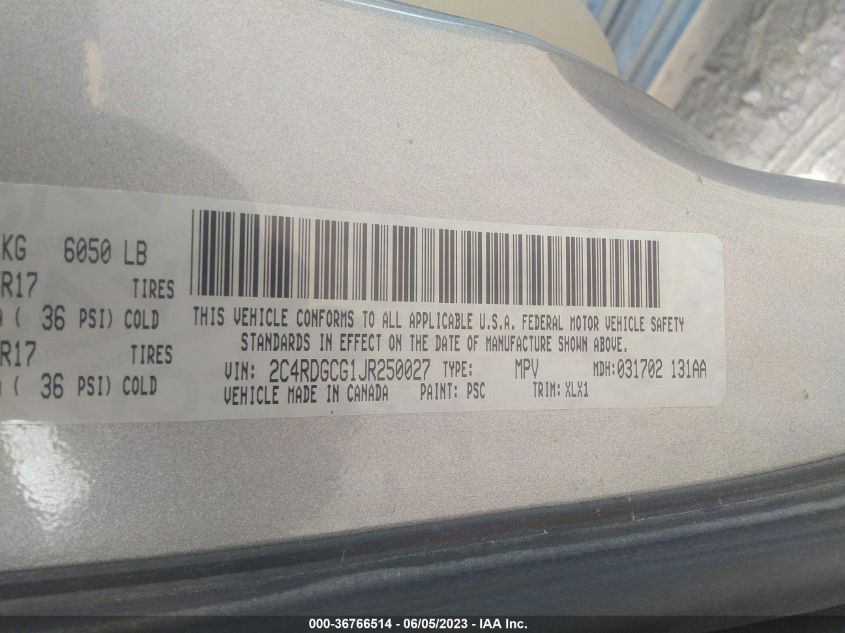 KG 6050 LB
R17 TIRES
( 36 PSI) COLD
R17 TIRES
( 36 PSI) COLD
THIS VEHICLE CONFORMS TO ALL APPLICABLE U.S.A. FEDERAL MOTOR VEHICLE SAFETY
STANDARDS IN EFFECT ON THE DATE OF MANUFACTURE SHOWN ABOVE.
VIN: 2C4RDGCG1JR250027 TYPE: MPV MDH: 031702 131AA
VEHICLE MADE IN CANADA PAINT: PSC TRIM: XLX1
000-36766514 - 06/05/2023 - IAA Inc.